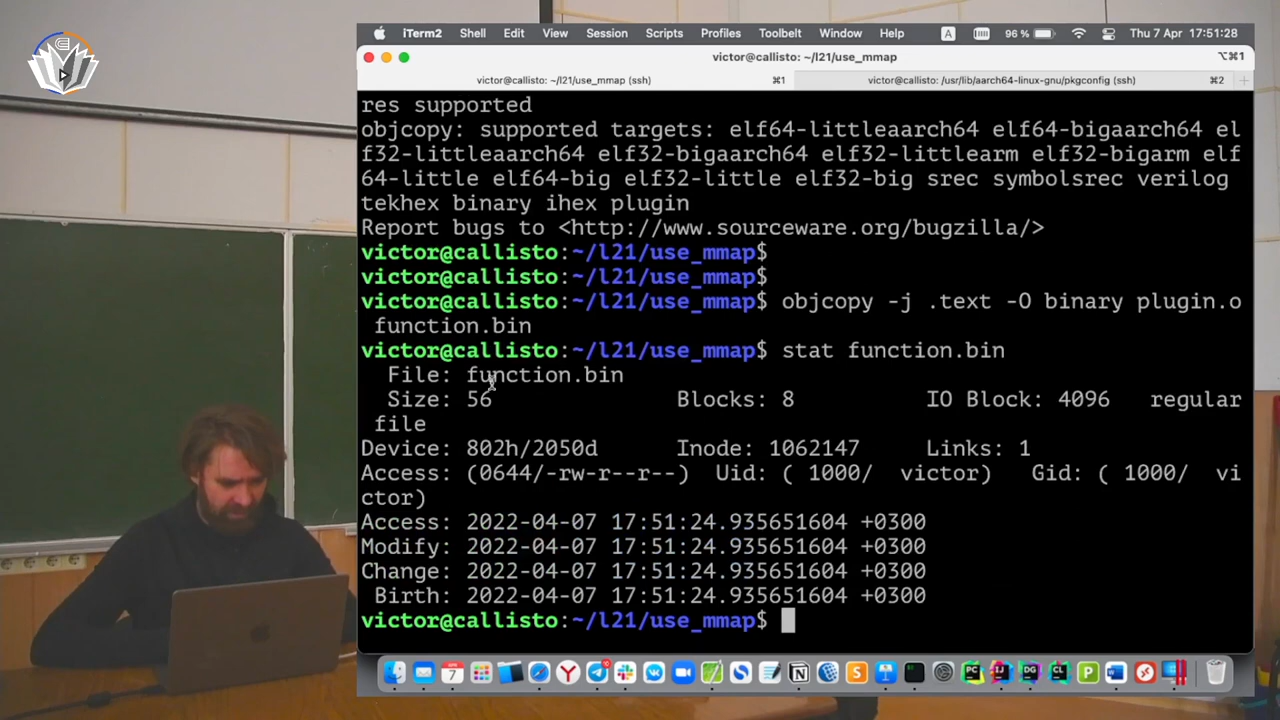 iTerm2 Shell Edit View Session Scripts Profiles Toolbelt Window Help A 96 % Thu 7 Apr 17:51:28
victor@callisto: ~/l21/use_mmap ⌥⌘1
victor@callisto: ~/l21/use_mmap (ssh) ⌘1 victor@callisto: /usr/lib/aarch64-linux-gnu/pkgconfig (ssh) ⌘2
res supported
objcopy: supported targets: elf64-littleaarch64 elf64-bigaarch64 el
f32-littleaarch64 elf32-bigaarch64 elf32-littlearm elf32-bigarm elf
64-little elf64-big elf32-little elf32-big srec symbolsrec verilog
tekhex binary ihex plugin
Report bugs to <http://www.sourceware.org/bugzilla/>
victor@callisto:~/l21/use_mmap$
victor@callisto:~/l21/use_mmap$
victor@callisto:~/l21/use_mmap$ objcopy -j .text -O binary plugin.o
function.bin
victor@callisto:~/l21/use_mmap$ stat function.bin
File: function.bin
Size: 56 Blocks: 8 IO Block: 4096 regular
file
Device: 802h/2050d Inode: 1062147 Links: 1
Access: (0644/-rw-r--r--) Uid: ( 1000/ victor) Gid: ( 1000/ vi
ctor)
Access: 2022-04-07 17:51:24.935651604 +0300
Modify: 2022-04-07 17:51:24.935651604 +0300
Change: 2022-04-07 17:51:24.935651604 +0300
Birth: 2022-04-07 17:51:24.935651604 +0300
victor@callisto:~/l21/use_mmap$